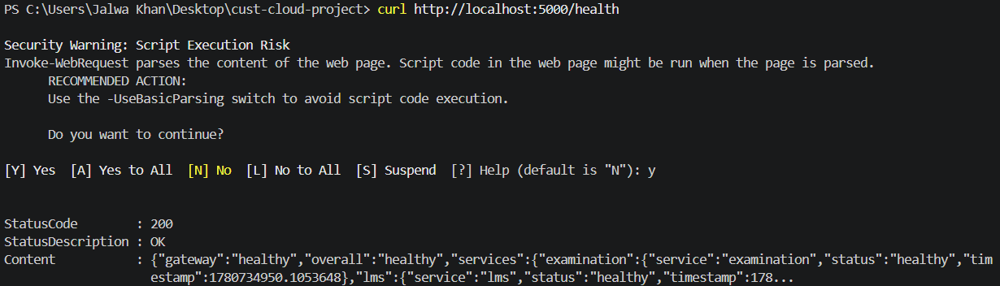 PS C:\Users\Jalwa Khan\Desktop\cust-cloud-project> curl http://localhost:5000/health
Security Warning: Script Execution Risk
Invoke-WebRequest parses the content of the web page. Script code in the web page might be run when the page is parsed.
RECOMMENDED ACTION:
Use the -UseBasicParsing switch to avoid script code execution.
Do you want to continue?
[Y] Yes  [A] Yes to All  [N] No  [L] No to All  [S] Suspend  [?] Help (default is "N"): y
StatusCode        : 200
StatusDescription : OK
Content           : {"gateway":"healthy","overall":"healthy","services":{"examination":{"service":"examination","status":"healthy","tim
estamp":1780734950.1053648},"lms":{"service":"lms","status":"healthy","timestamp":178...